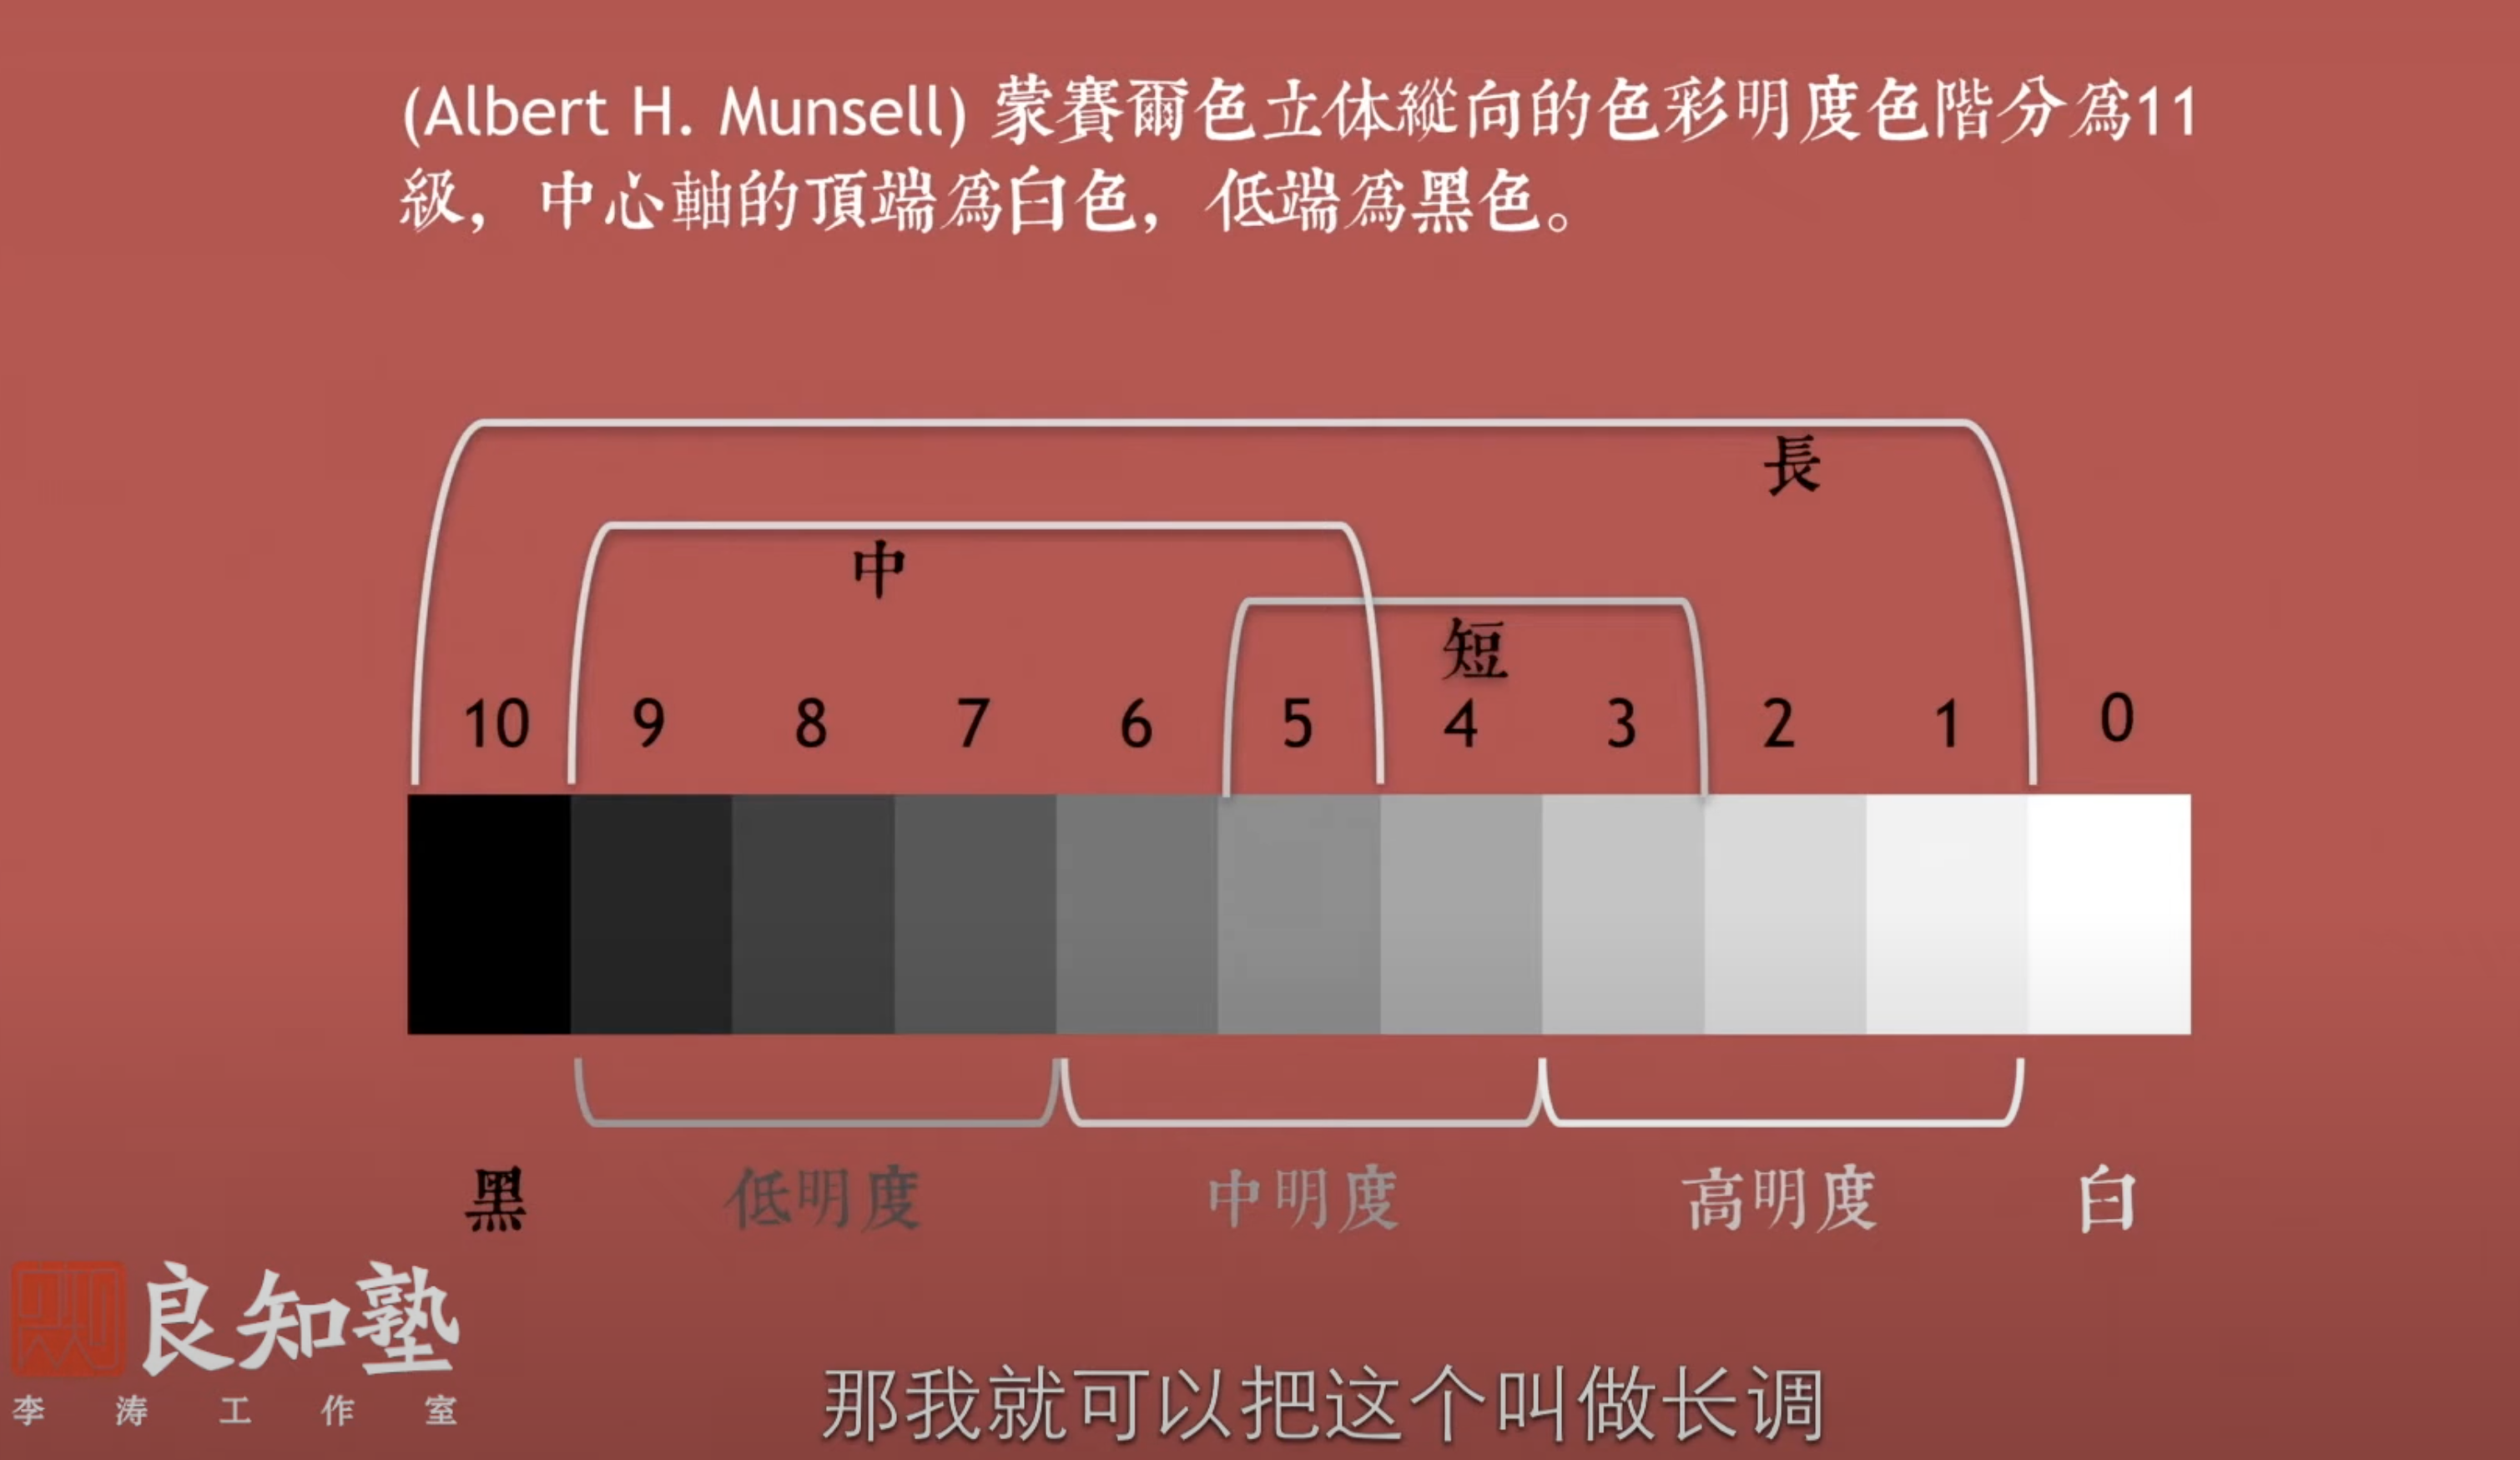 (Albert H. Munsell) 蒙賽爾色立体縱向的色彩明度色階分爲11
級，中心軸的頂端爲白色，低端爲黑色。
長
中
短
10 9 8 7 6 5 4 3 2 1 0
黑 低明度 中明度 高明度 白
良知塾
李涛工作室
那我就可以把这个叫做长调